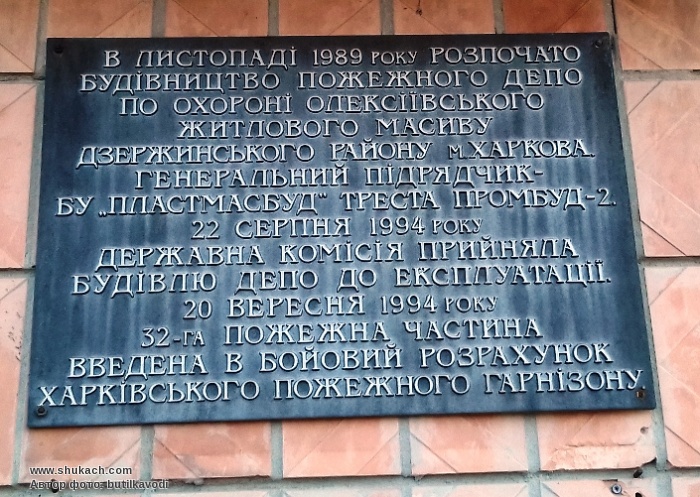 В ЛИСТОПАДІ 1989 РОКУ РОЗПОЧАТО
БУДІВНИЦТВО ПОЖЕЖНОГО ДЕПО
ПО ОХОРОНІ ОЛЕКСІЇВСЬКОГО
ЖИТЛОВОГО МАСИВУ
ДЗЕРЖИНСЬКОГО РАЙОНУ М.ХАРКОВА.
ГЕНЕРАЛЬНИЙ ПІДРЯДЧИК-
БУ „ПЛАСТМАСБУД" ТРЕСТА ПРОМБУД-2.
22 СЕРПНЯ 1994 РОКУ
ДЕРЖАВНА КОМІСІЯ ПРИЙНЯЛА
БУДІВЛЮ ДЕПО ДО ЕКСПЛУАТАЦІЇ.
20 ВЕРЕСНЯ 1994 РОКУ
32-ГА ПОЖЕЖНА ЧАСТИНА
ВВЕДЕНА В БОЙОВИЙ РОЗРАХУНОК
ХАРКІВСЬКОГО ПОЖЕЖНОГО ГАРНІЗОНУ.
www.shukach.com
Автор фото: butilkavodi